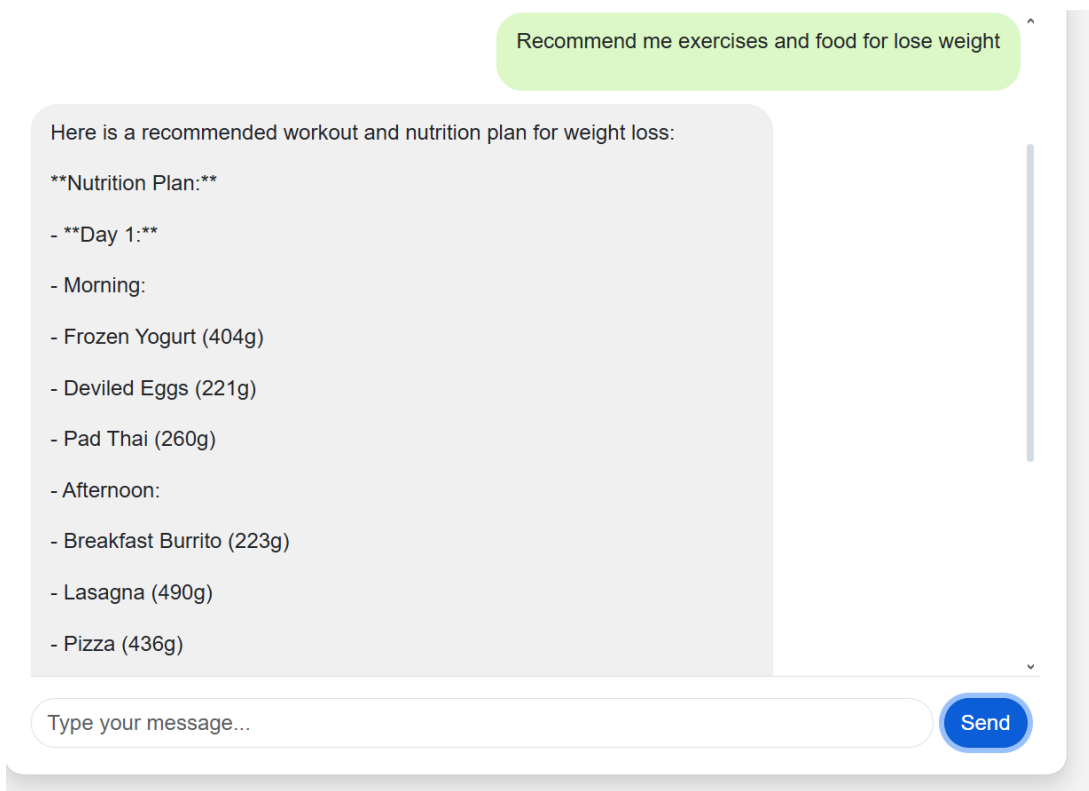 Recommend me exercises and food for lose weight
Here is a recommended workout and nutrition plan for weight loss:
**Nutrition Plan:**
- **Day 1:**
- Morning:
- Frozen Yogurt (404g)
- Deviled Eggs (221g)
- Pad Thai (260g)
- Afternoon:
- Breakfast Burrito (223g)
- Lasagna (490g)
- Pizza (436g)
Type your message...
Send